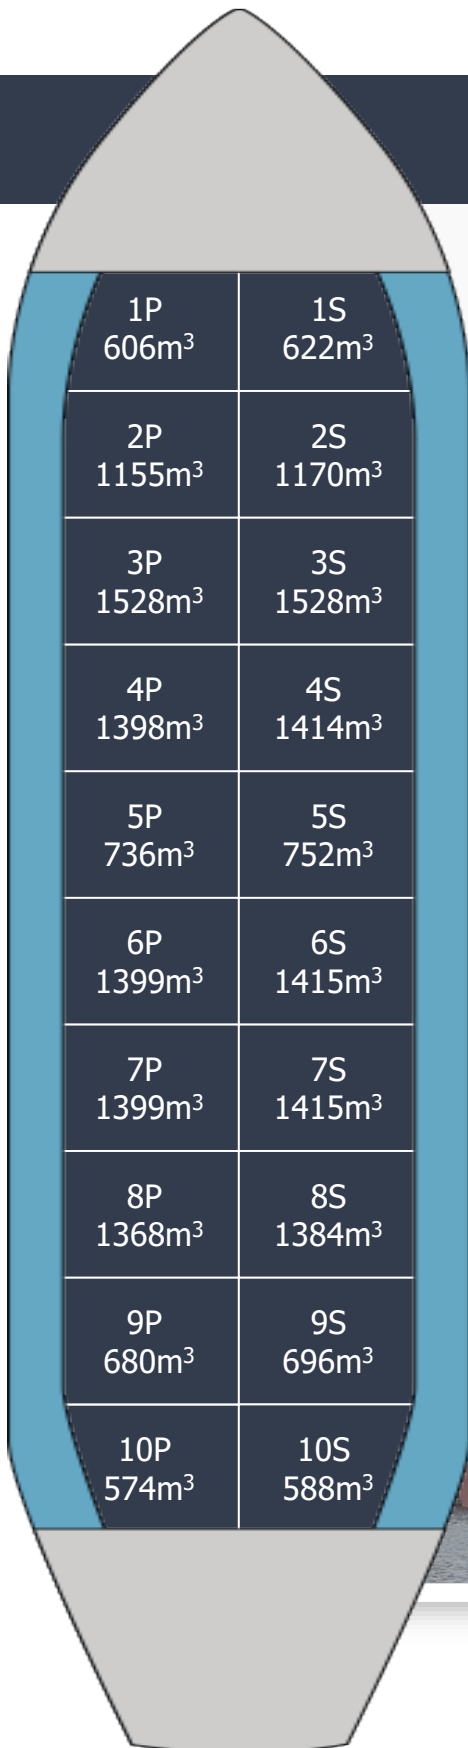 1P 1S
606m³ 622m³
2P 2S
1155m³ 1170m³
3P 3S
1528m³ 1528m³
4P 4S
1398m³ 1414m³
5P 5S
736m³ 752m³
6P 6S
1399m³ 1415m³
7P 7S
1399m³ 1415m³
8P 8S
1368m³ 1384m³
9P 9S
680m³ 696m³
10P 10S
574m³ 588m³